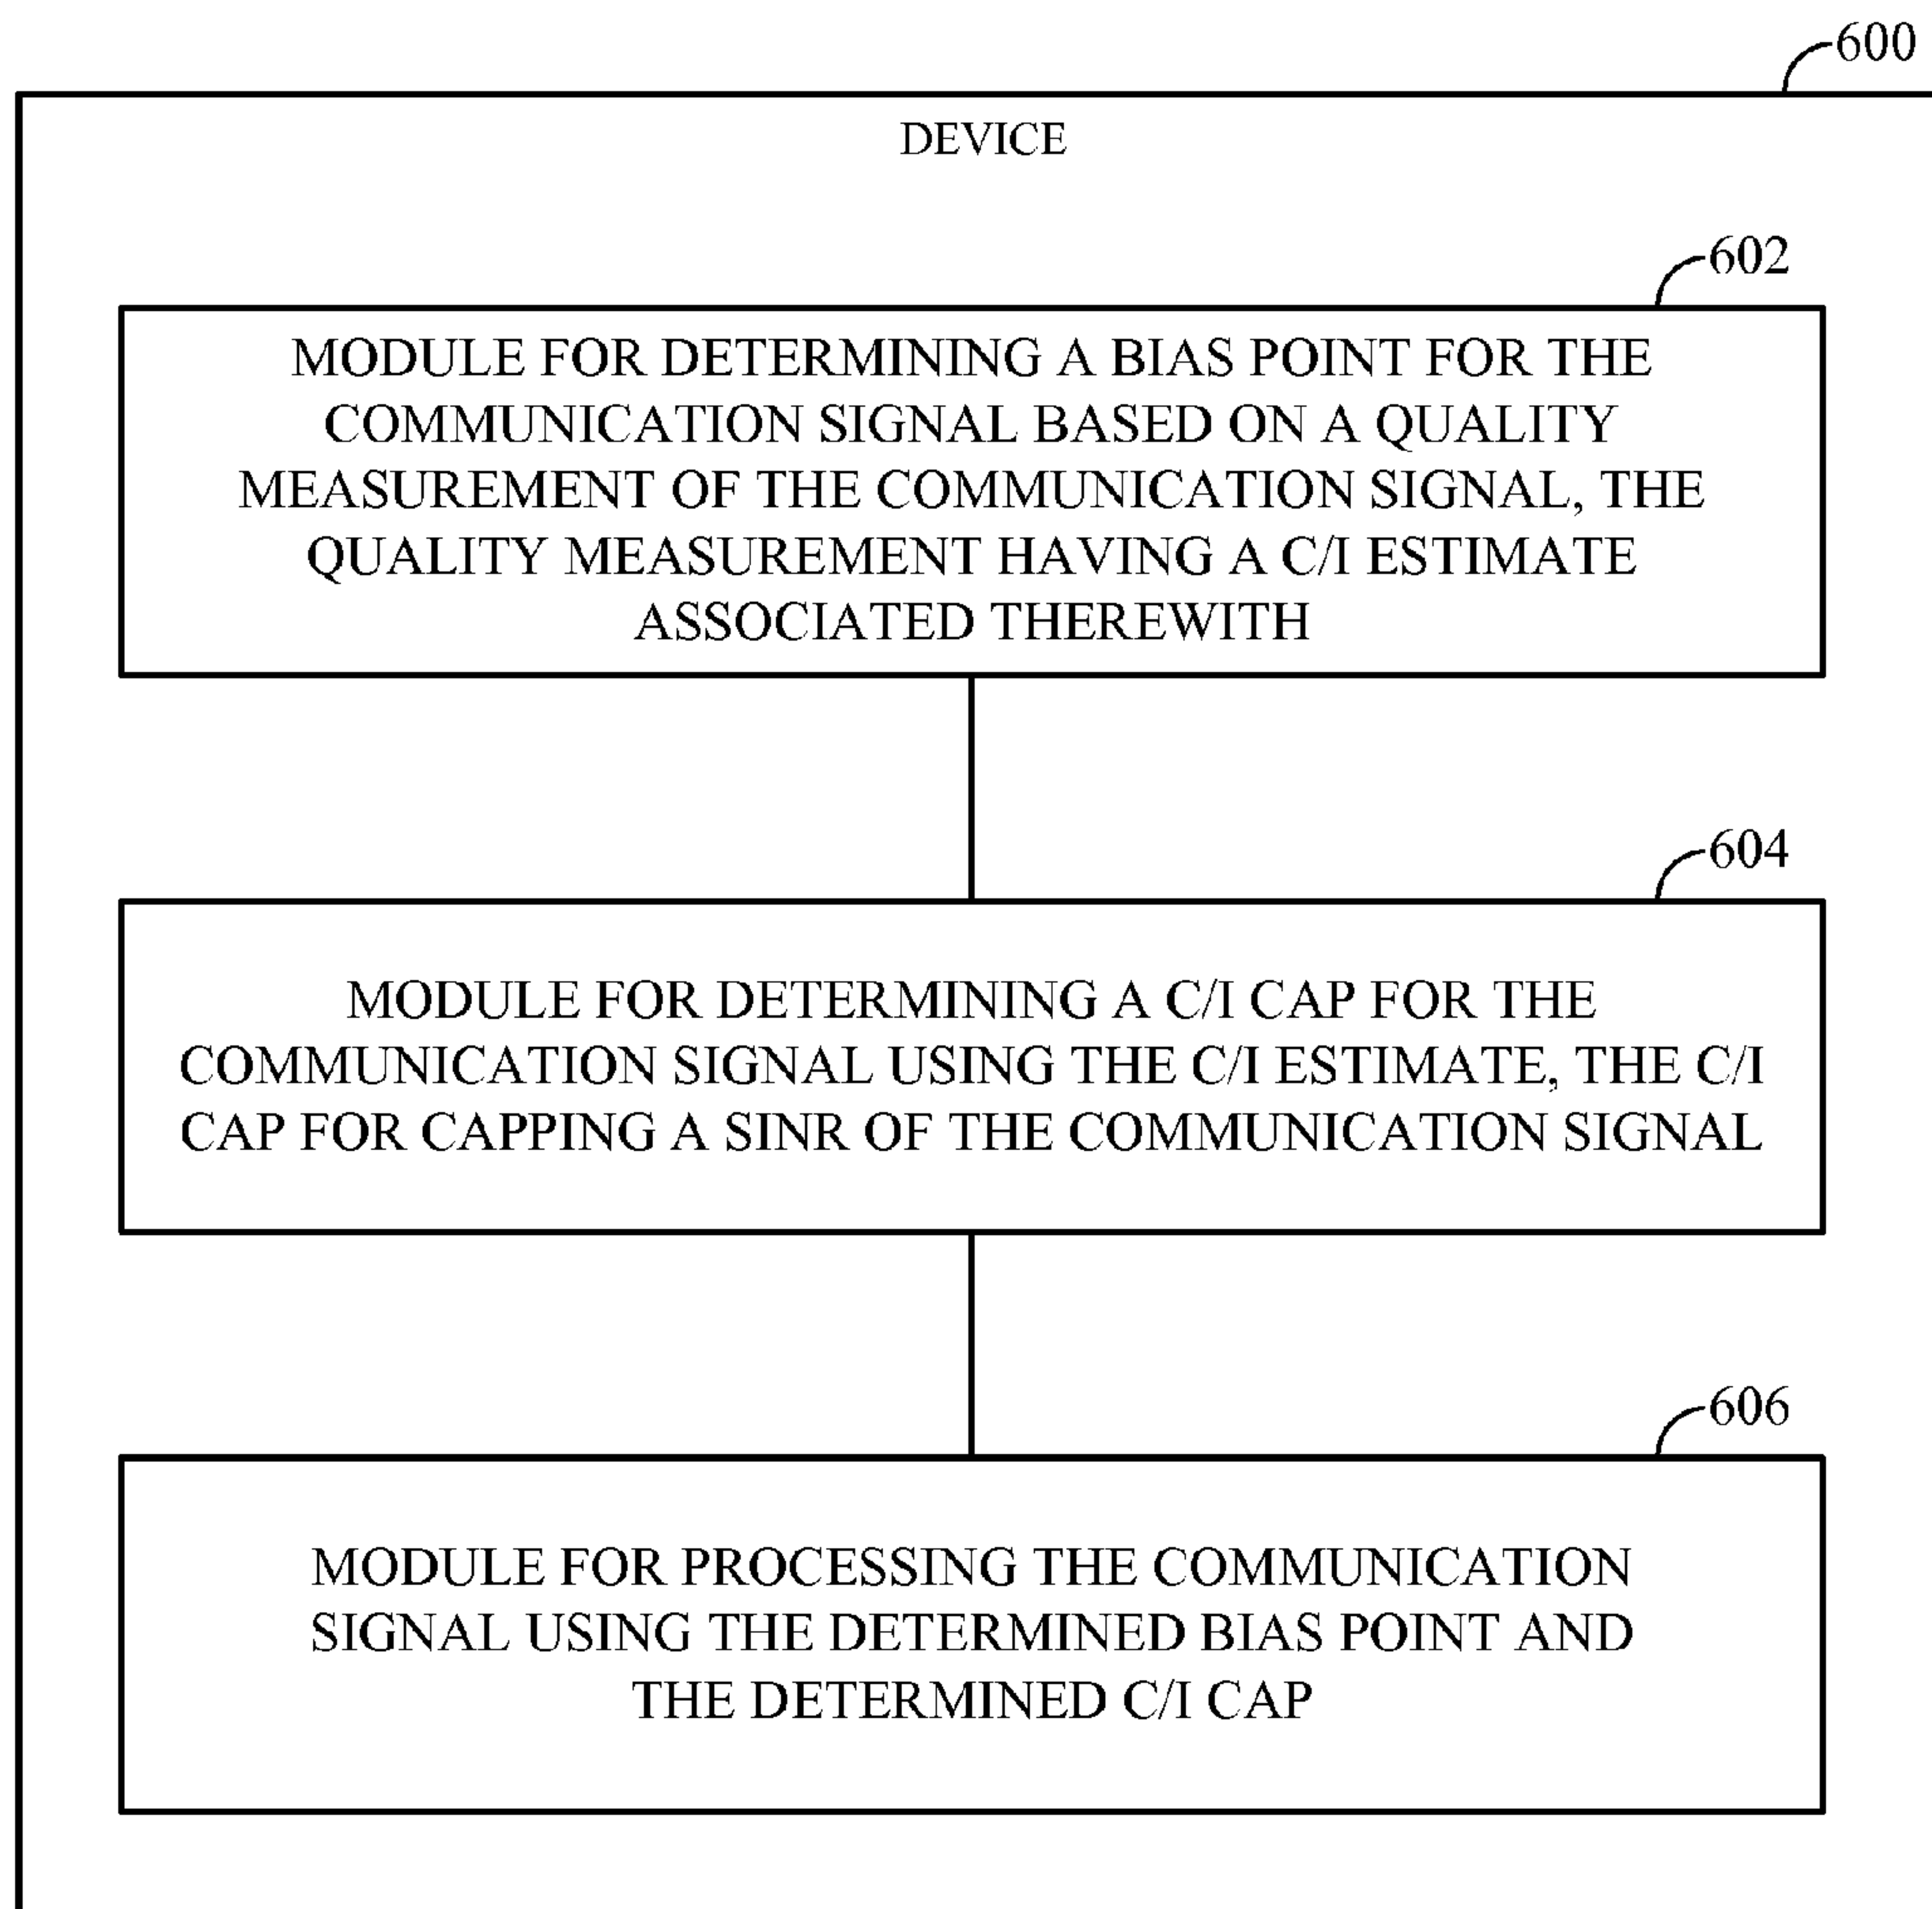 600
DEVICE
602
MODULE FOR DETERMINING A BIAS POINT FOR THE
COMMUNICATION SIGNAL BASED ON A QUALITY
MEASUREMENT OF THE COMMUNICATION SIGNAL, THE
QUALITY MEASUREMENT HAVING A C/I ESTIMATE
ASSOCIATED THEREWITH
604
MODULE FOR DETERMINING A C/I CAP FOR THE
COMMUNICATION SIGNAL USING THE C/I ESTIMATE, THE C/I
CAP FOR CAPPING A SINR OF THE COMMUNICATION SIGNAL
606
MODULE FOR PROCESSING THE COMMUNICATION
SIGNAL USING THE DETERMINED BIAS POINT AND
THE DETERMINED C/I CAP